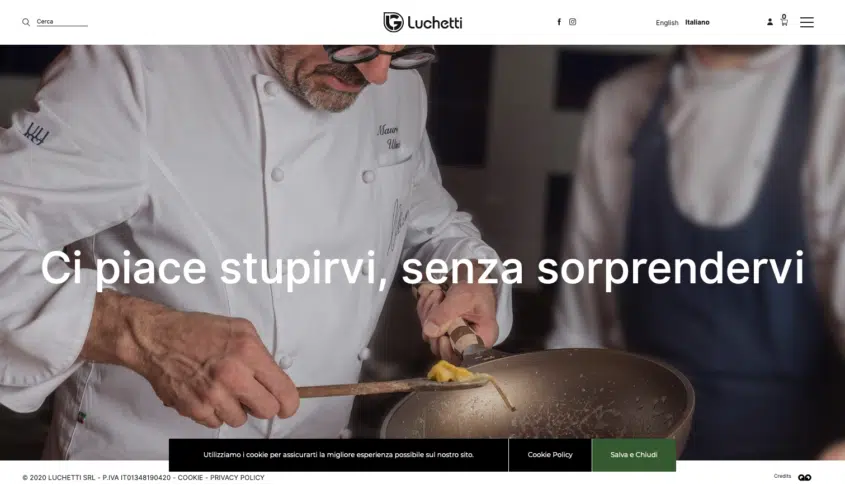 Cerca
Luchetti
English Italiano
0
Mauro
Ci piace stupirvi, senza sorprendervi
Utilizziamo i cookie per assicurarti la migliore esperienza possibile sul nostro sito.
Cookie Policy
Salva e Chiudi
© 2020 LUCHETTI SRL - P.IVA IT01348190420 - COOKIE - PRIVACY POLICY
Credits